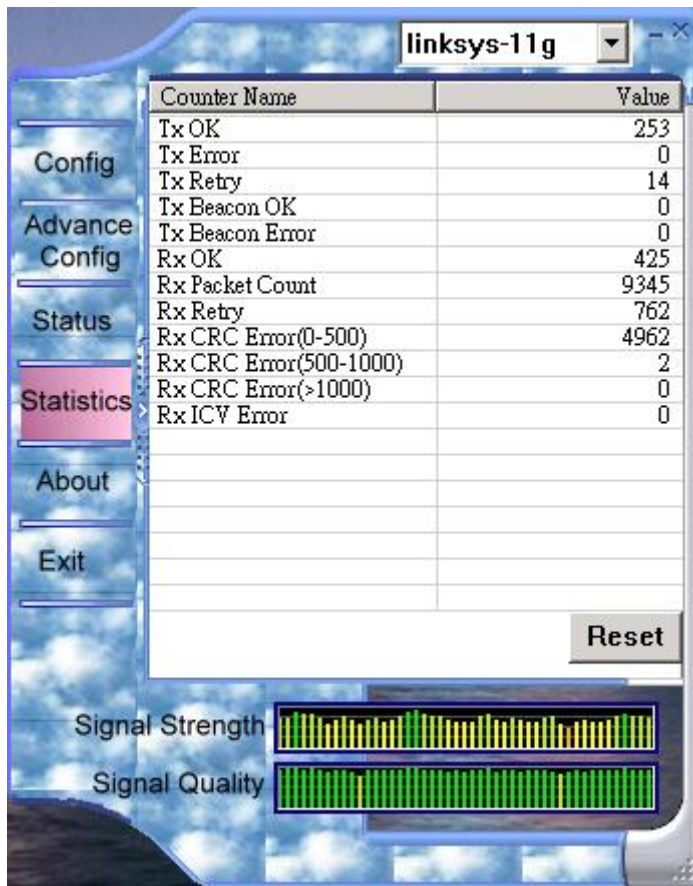 linksys-11g
Counter Name Value
Tx OK 253
Tx Error 0
Tx Retry 14
Tx Beacon OK 0
Tx Beacon Error 0
Rx OK 425
Rx Packet Count 9345
Rx Retry 762
Rx CRC Error(0-500) 4962
Rx CRC Error(500-1000) 2
Rx CRC Error(>1000) 0
Rx ICV Error 0
Config
Advance
Config
Status
Statistics
About
Exit
Reset
Signal Strength
Signal Quality